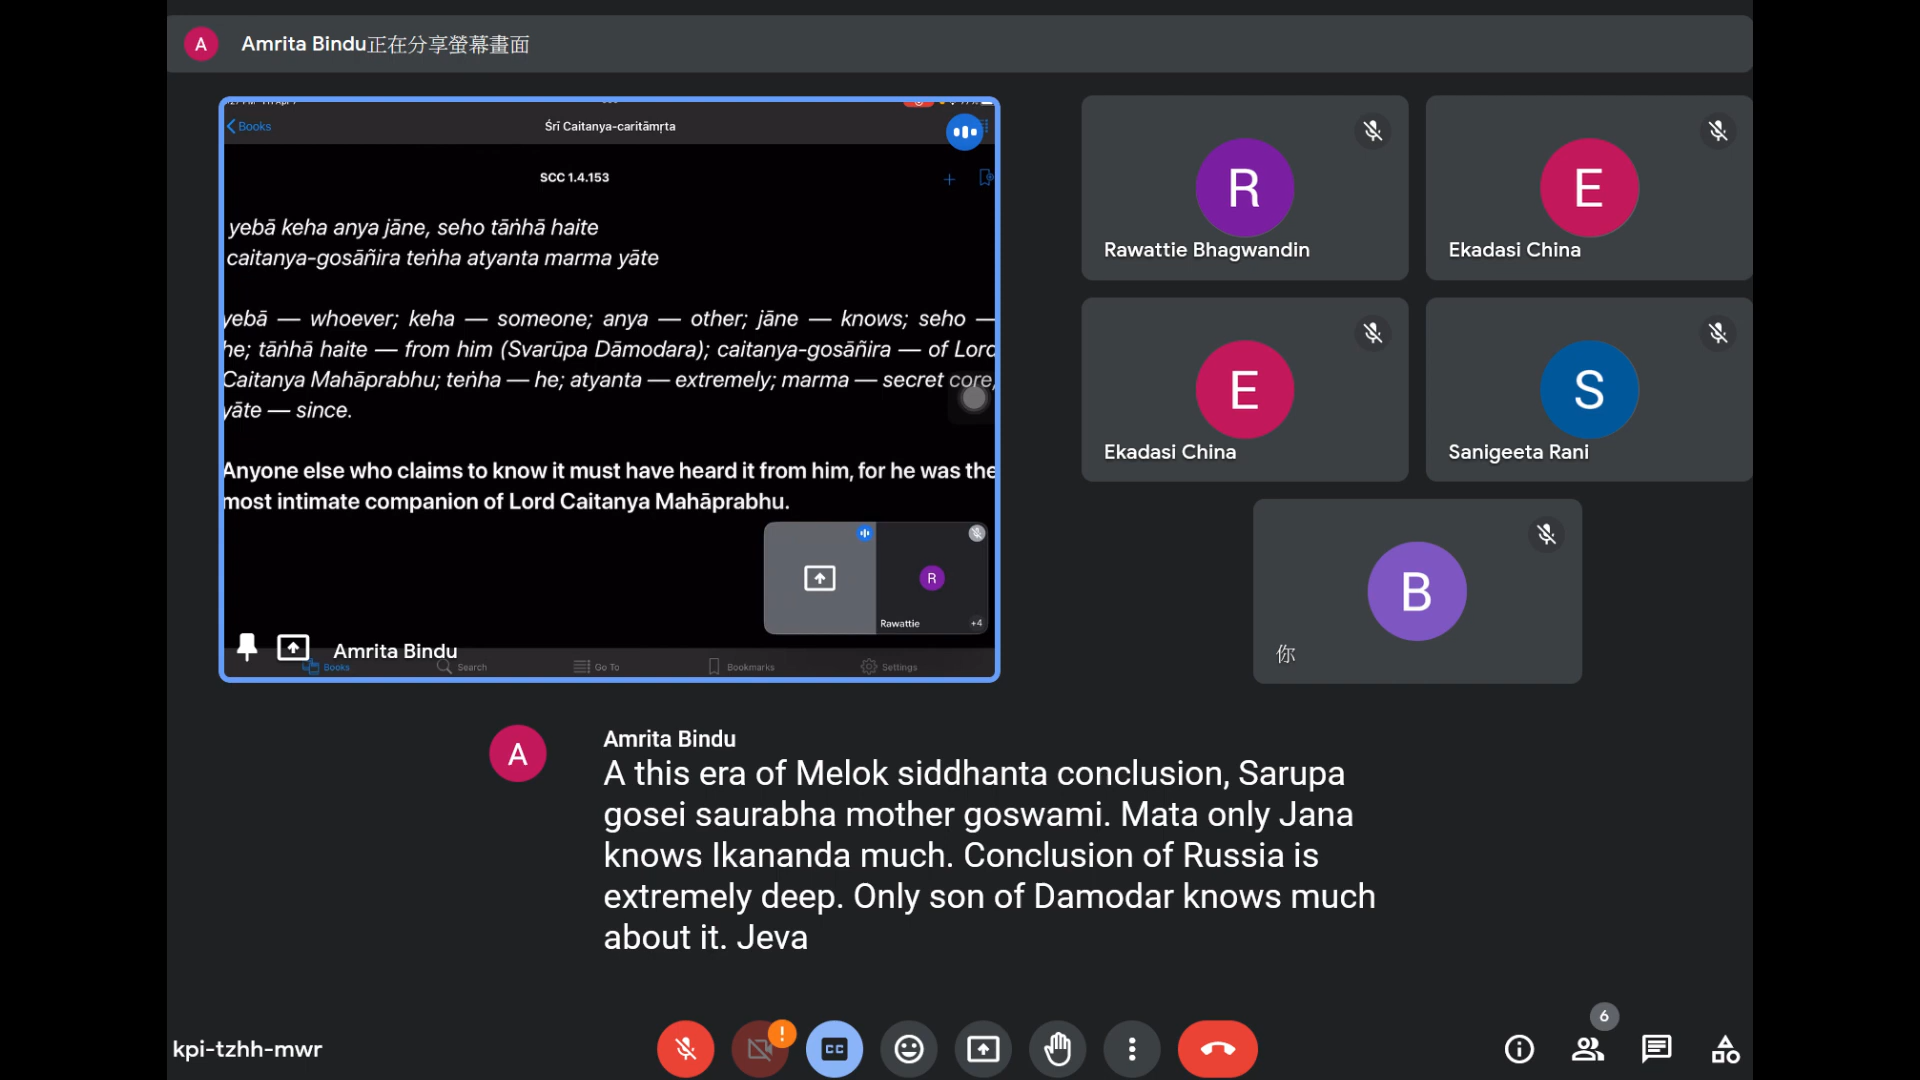 A
Amrita Bindu正在分享螢幕畫面
Books
Śrī Caitanya-caritāmṛta
SCC 1.4.153
yebā keha anya jāne, seho tāṅhā haite
caitanya-gosāñira teṅha atyanta marma yāte
yebā — whoever; keha — someone; anya — other; jāne — knows; seho —
he; tāṅhā haite — from him (Svarūpa Dāmodara); caitanya-gosāñira — of Lord
Caitanya Mahāprabhu; teṅha — he; atyanta — extremely; marma — secret core;
yāte — since.
Anyone else who claims to know it must have heard it from him, for he was the
most intimate companion of Lord Caitanya Mahāprabhu.
R
Rawattie
+4
Amrita Bindu
Books
Search
Go To
Bookmarks
Settings
R
Rawattie Bhagwandin
E
Ekadasi China
E
Ekadasi China
S
Sanigeeta Rani
B
你
A
Amrita Bindu
A this era of Melok siddhanta conclusion, Sarupa
gosei saurabha mother goswami. Mata only Jana
knows Ikananda much. Conclusion of Russia is
extremely deep. Only son of Damodar knows much
about it. Jeva
kpi-tzhh-mwr
CC
6